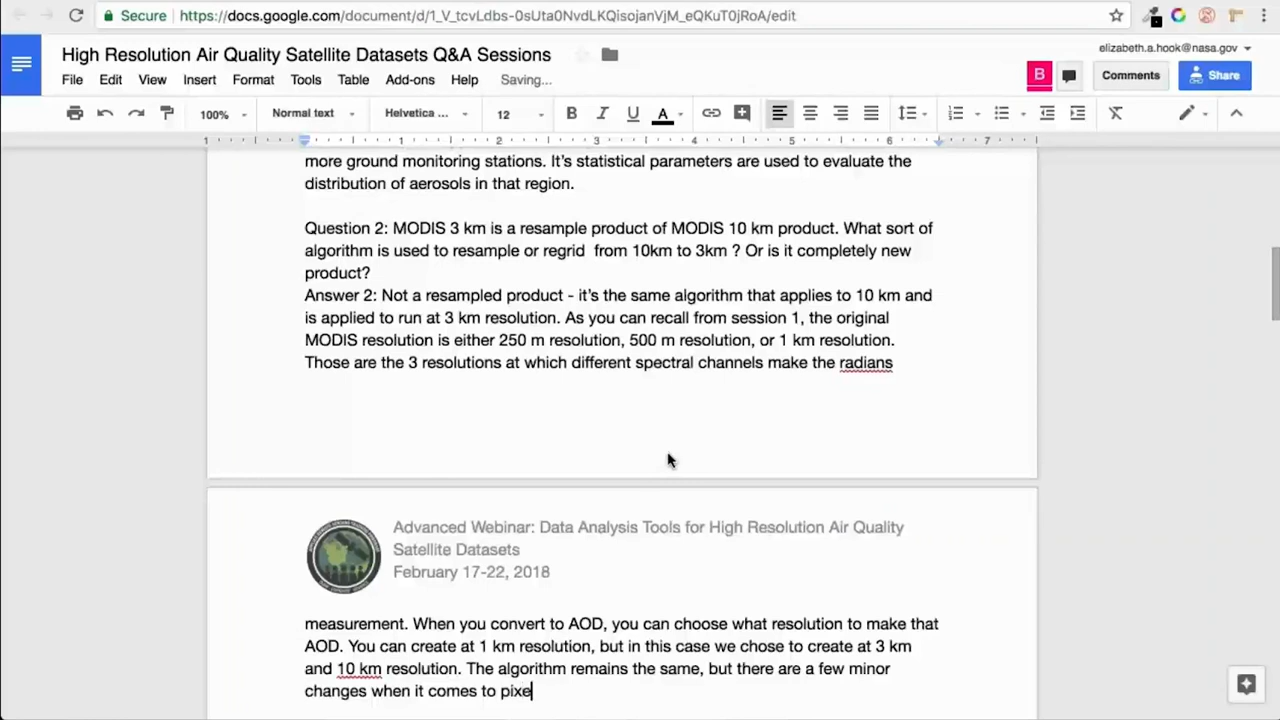 Secure https://docs.google.com/document/d/1_V_tcvLdbs-0sUta0NvdLKQisojanVjM_eQKuT0jRoA/edit
High Resolution Air Quality Satellite Datasets Q&A Sessions
elizabeth.a.hook@nasa.gov
File Edit View Insert Format Tools Table Add-ons Help Saving...
B Comments Share
100% Normal text Helvetica ... 12 B I U A
1 1 2 3 4 5 6 7
more ground monitoring stations. It's statistical parameters are used to evaluate the
distribution of aerosols in that region.
Question 2: MODIS 3 km is a resample product of MODIS 10 km product. What sort of
algorithm is used to resample or regrid from 10km to 3km ? Or is it completely new
product?
Answer 2: Not a resampled product - it's the same algorithm that applies to 10 km and
is applied to run at 3 km resolution. As you can recall from session 1, the original
MODIS resolution is either 250 m resolution, 500 m resolution, or 1 km resolution.
Those are the 3 resolutions at which different spectral channels make the radians
Advanced Webinar: Data Analysis Tools for High Resolution Air Quality
Satellite Datasets
February 17-22, 2018
measurement. When you convert to AOD, you can choose what resolution to make that
AOD. You can create at 1 km resolution, but in this case we chose to create at 3 km
and 10 km resolution. The algorithm remains the same, but there are a few minor
changes when it comes to pixe